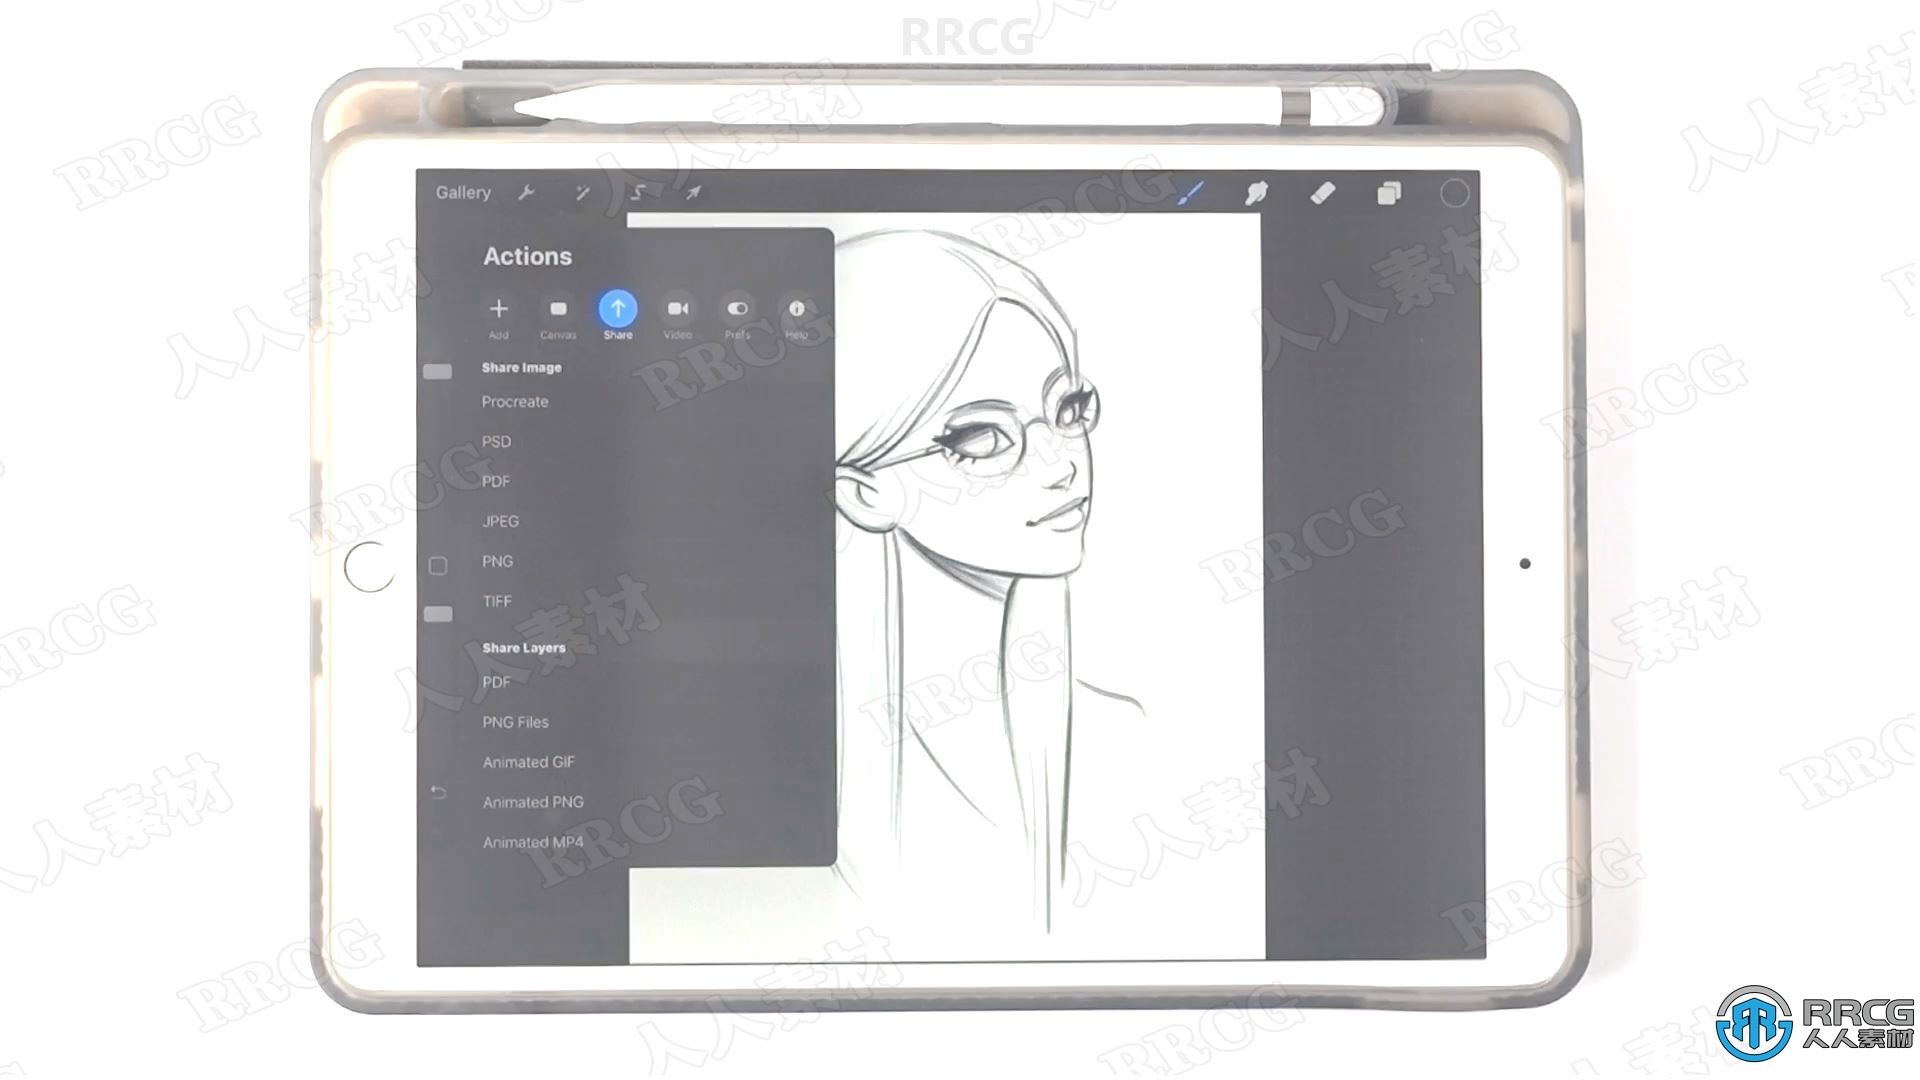 RRCG
Gallery
Actions
Add Canvas Share Video Prefs Help
Share Image
Procreate
PSD
PDF
JPEG
PNG
TIFF
Share Layers
PDF
PNG Files
Animated GIF
Animated PNG
Animated MP4
RRCG
人人素材